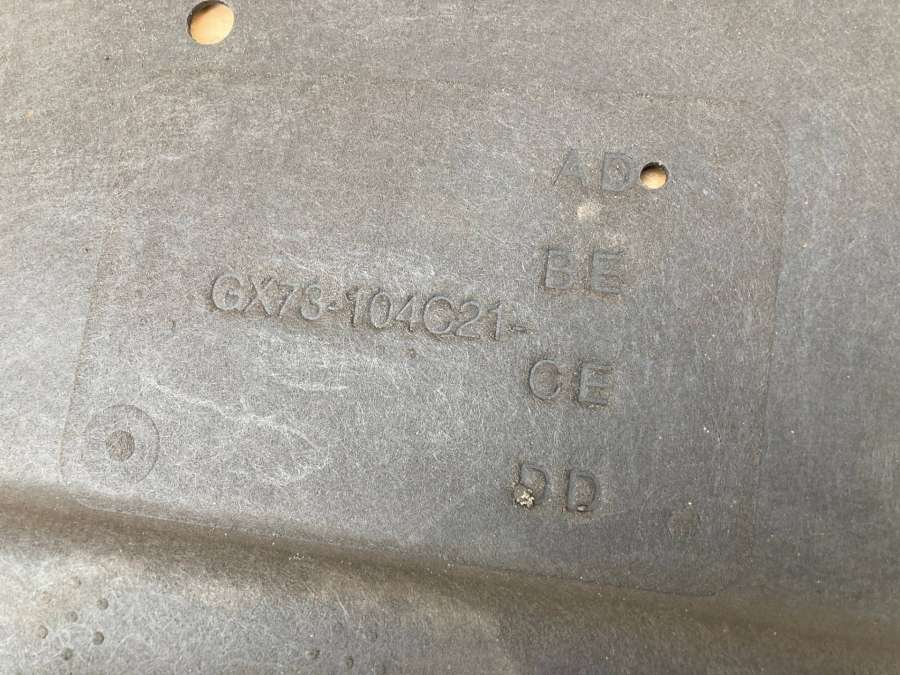 AD
BE
GX73-104C21-
CE
DD